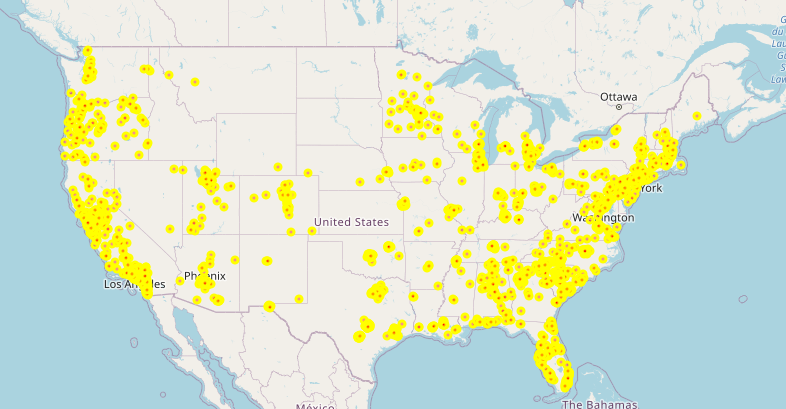 Ottawa
York
United States
Washington
Phoenix
Los Angeles
México
The Bahamas